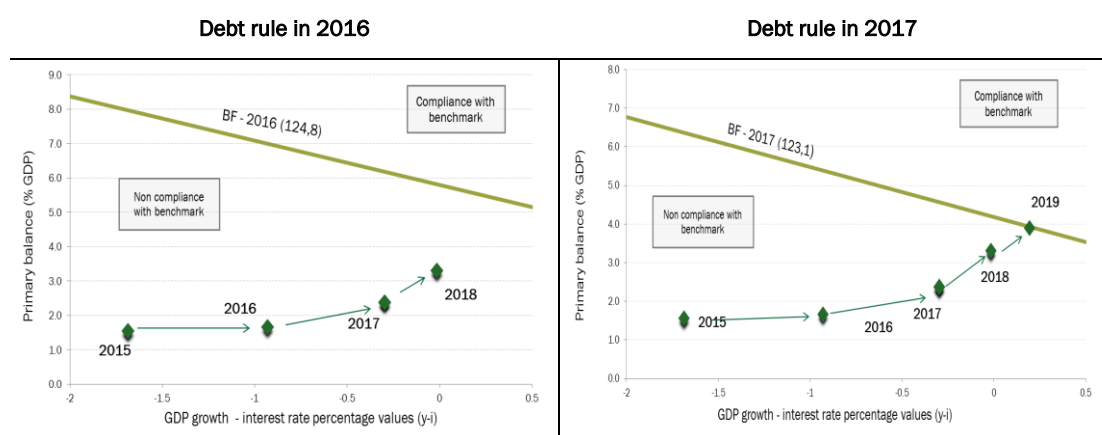 Debt rule in 2016
9.0
8.0
7.0
6.0
5.0
4.0
3.0
2.0
1.0
0.0
Primary balance (% GDP)
BF - 2016 (124,8)
Compliance with
benchmark
Non compliance
with benchmark
2015
2016
2017
2018
-2
-1.5
-1
-0.5
0
0.5
GDP growth - interest rate percentage values (y-i)
Debt rule in 2017
8.0
7.0
6.0
5.0
4.0
3.0
2.0
1.0
0.0
Primary balance (% GDP)
BF - 2017 (123,1)
Compliance with
benchmark
Non compliance with
benchmark
2015
2016
2017
2018
2019
-2
-1.5
-1
-0.5
0
0.5
GDP growth - interest rate percentage values (y-i)